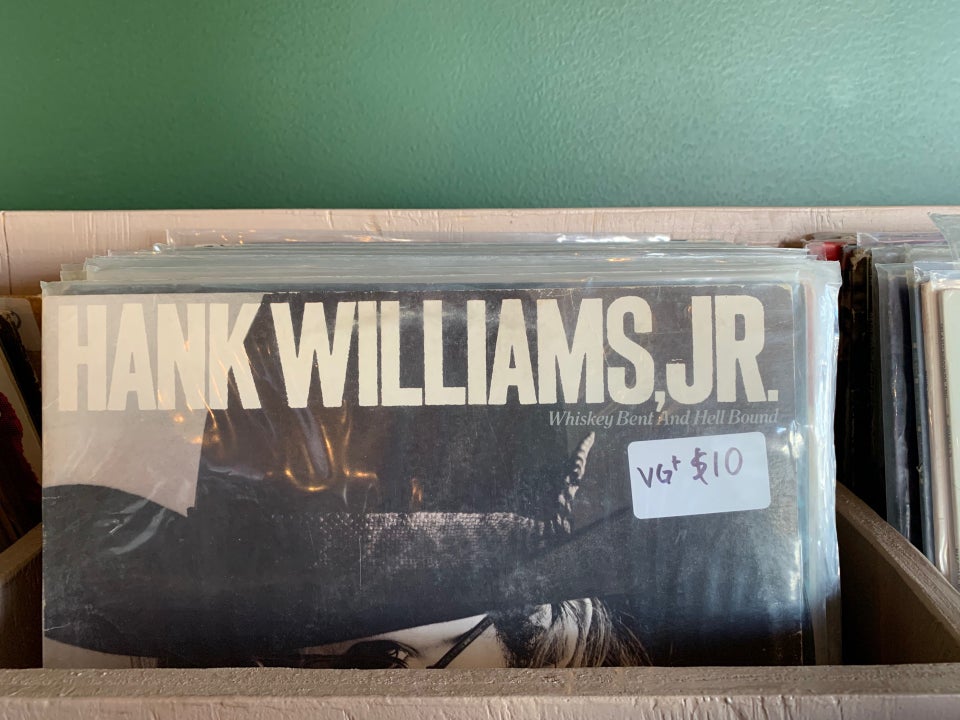 HANK WILLIAMS, JR.
Whiskey Bent And Hell Bound
VG+ $10